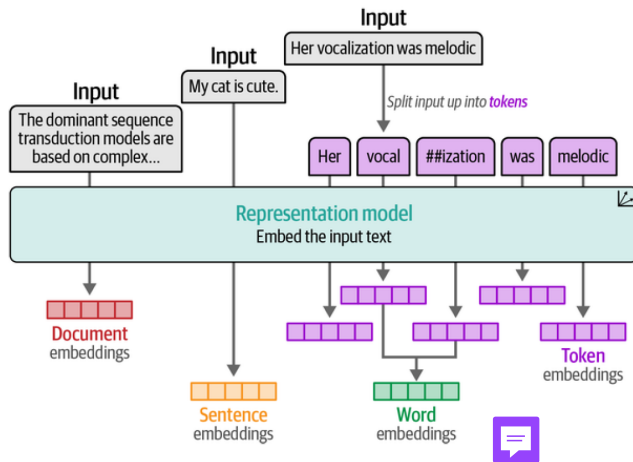 Input
The dominant sequence
transduction models are
based on complex...
Input
My cat is cute.
Input
Her vocalization was melodic
Split input up into tokens
Her
vocal
##ization
was
melodic
Representation model
Embed the input text
Document
embeddings
Sentence
embeddings
Word
embeddings
Token
embeddings